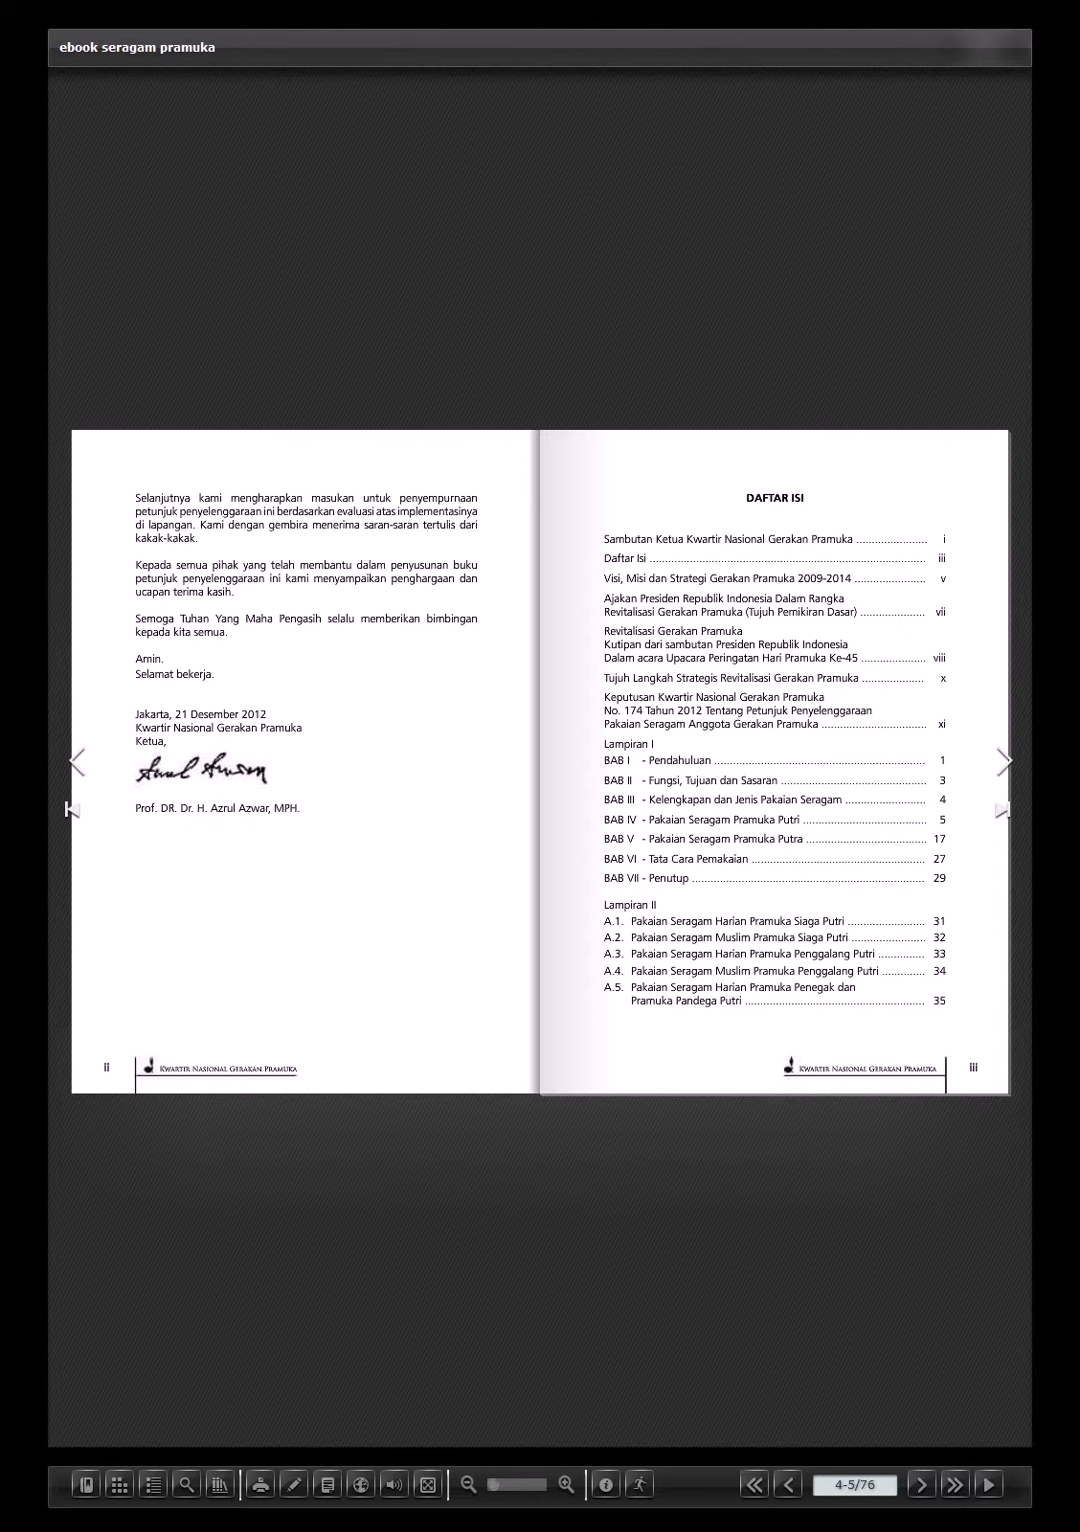 ebook seragam pramuka
Selanjutnya kami mengharapkan masukan untuk penyempurnaan
petunjuk penyelenggaraan ini berdasarkan evaluasi atas implementasinya
di lapangan. Kami dengan gembira menerima saran-saran tertulis dari
kakak-kakak.
Kepada semua pihak yang telah membantu dalam penyusunan buku
petunjuk penyelenggaraan ini kami menyampaikan penghargaan dan
ucapan terima kasih.
Semoga Tuhan Yang Maha Pengasih selalu memberikan bimbingan
kepada kita semua.
Amin.
Selamat bekerja.
Jakarta, 21 Desember 2012
Kwartir Nasional Gerakan Pramuka
Ketua,
Prof. DR. Dr. H. Azrul Azwar, MPH.
ii
KWARTIR NASIONAL GERAKAN PRAMUKA
DAFTAR ISI
Sambutan Ketua Kwartir Nasional Gerakan Pramuka ....................... i
Daftar Isi .......................................................................................... iii
Visi, Misi dan Strategi Gerakan Pramuka 2009-2014 ....................... v
Ajakan Presiden Republik Indonesia Dalam Rangka
Revitalisasi Gerakan Pramuka (Tujuh Pemikiran Dasar) ..................... vii
Revitalisasi Gerakan Pramuka
Kutipan dari sambutan Presiden Republik Indonesia
Dalam acara Upacara Peringatan Hari Pramuka Ke-45 ..................... viii
Tujuh Langkah Strategis Revitalisasi Gerakan Pramuka .................... x
Keputusan Kwartir Nasional Gerakan Pramuka
No. 174 Tahun 2012 Tentang Petunjuk Penyelenggaraan
Pakaian Seragam Anggota Gerakan Pramuka .................................. xi
Lampiran I
BAB I - Pendahuluan .................................................................... 1
BAB II - Fungsi, Tujuan dan Sasaran ............................................... 3
BAB III - Kelengkapan dan Jenis Pakaian Seragam .......................... 4
BAB IV - Pakaian Seragam Pramuka Putri ........................................ 5
BAB V - Pakaian Seragam Pramuka Putra ....................................... 17
BAB VI - Tata Cara Pemakaian ........................................................ 27
BAB VII - Penutup ........................................................................... 29
Lampiran II
A.1. Pakaian Seragam Harian Pramuka Siaga Putri ......................... 31
A.2. Pakaian Seragam Muslim Pramuka Siaga Putri ........................ 32
A.3. Pakaian Seragam Harian Pramuka Penggalang Putri ............... 33
A.4. Pakaian Seragam Muslim Pramuka Penggalang Putri .............. 34
A.5. Pakaian Seragam Harian Pramuka Penegak dan
Pramuka Pandega Putri .......................................................... 35
KWARTIR NASIONAL GERAKAN PRAMUKA
iii
4-5/76